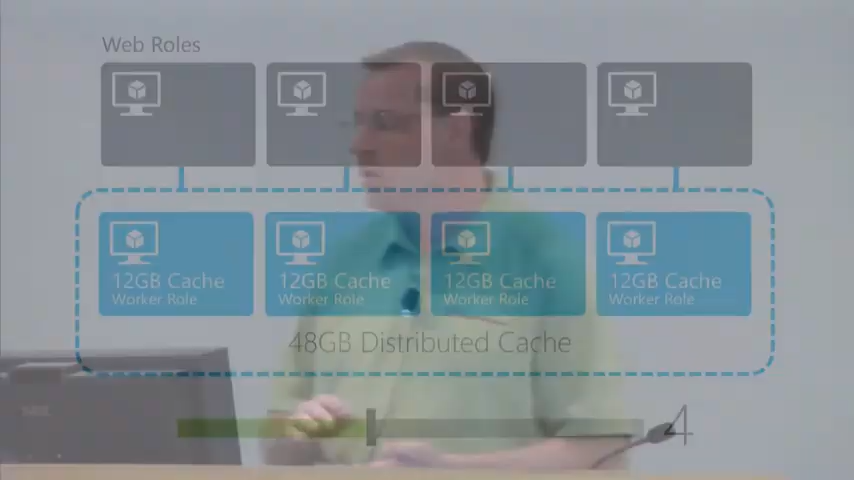 Web Roles
12GB Cache 12GB Cache 12GB Cache 12GB Cache
Worker Role Worker Role Worker Role Worker Role
48GB Distributed Cache
4